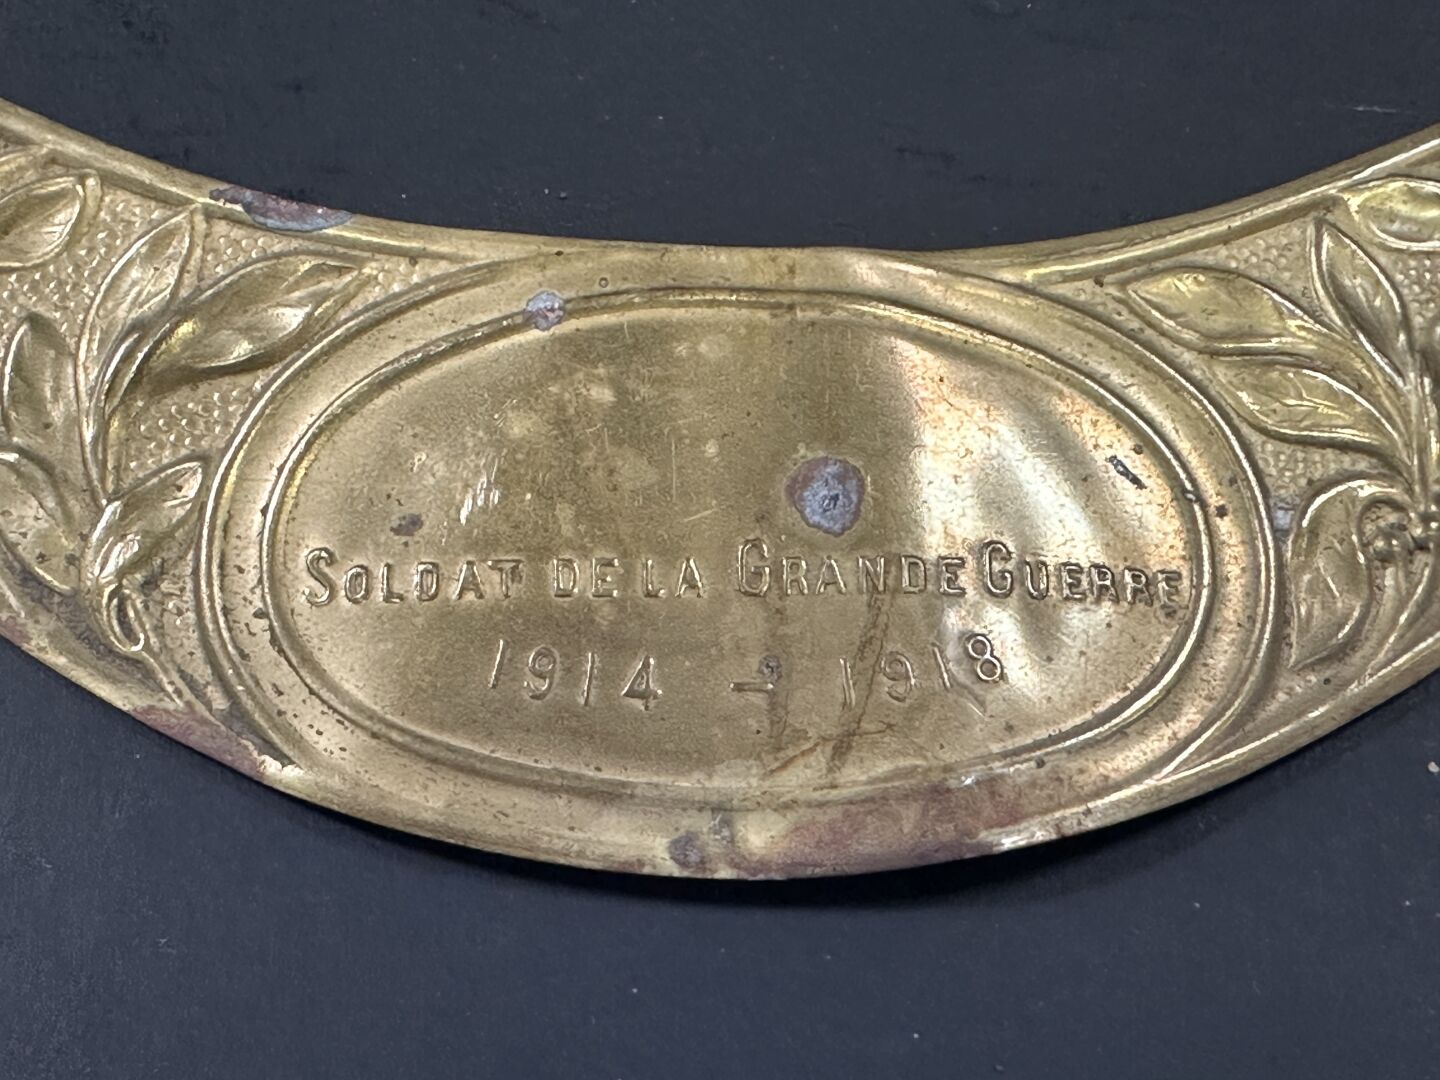 SOLDAT DE LA GRANDE GUERRE
1914 - 1918